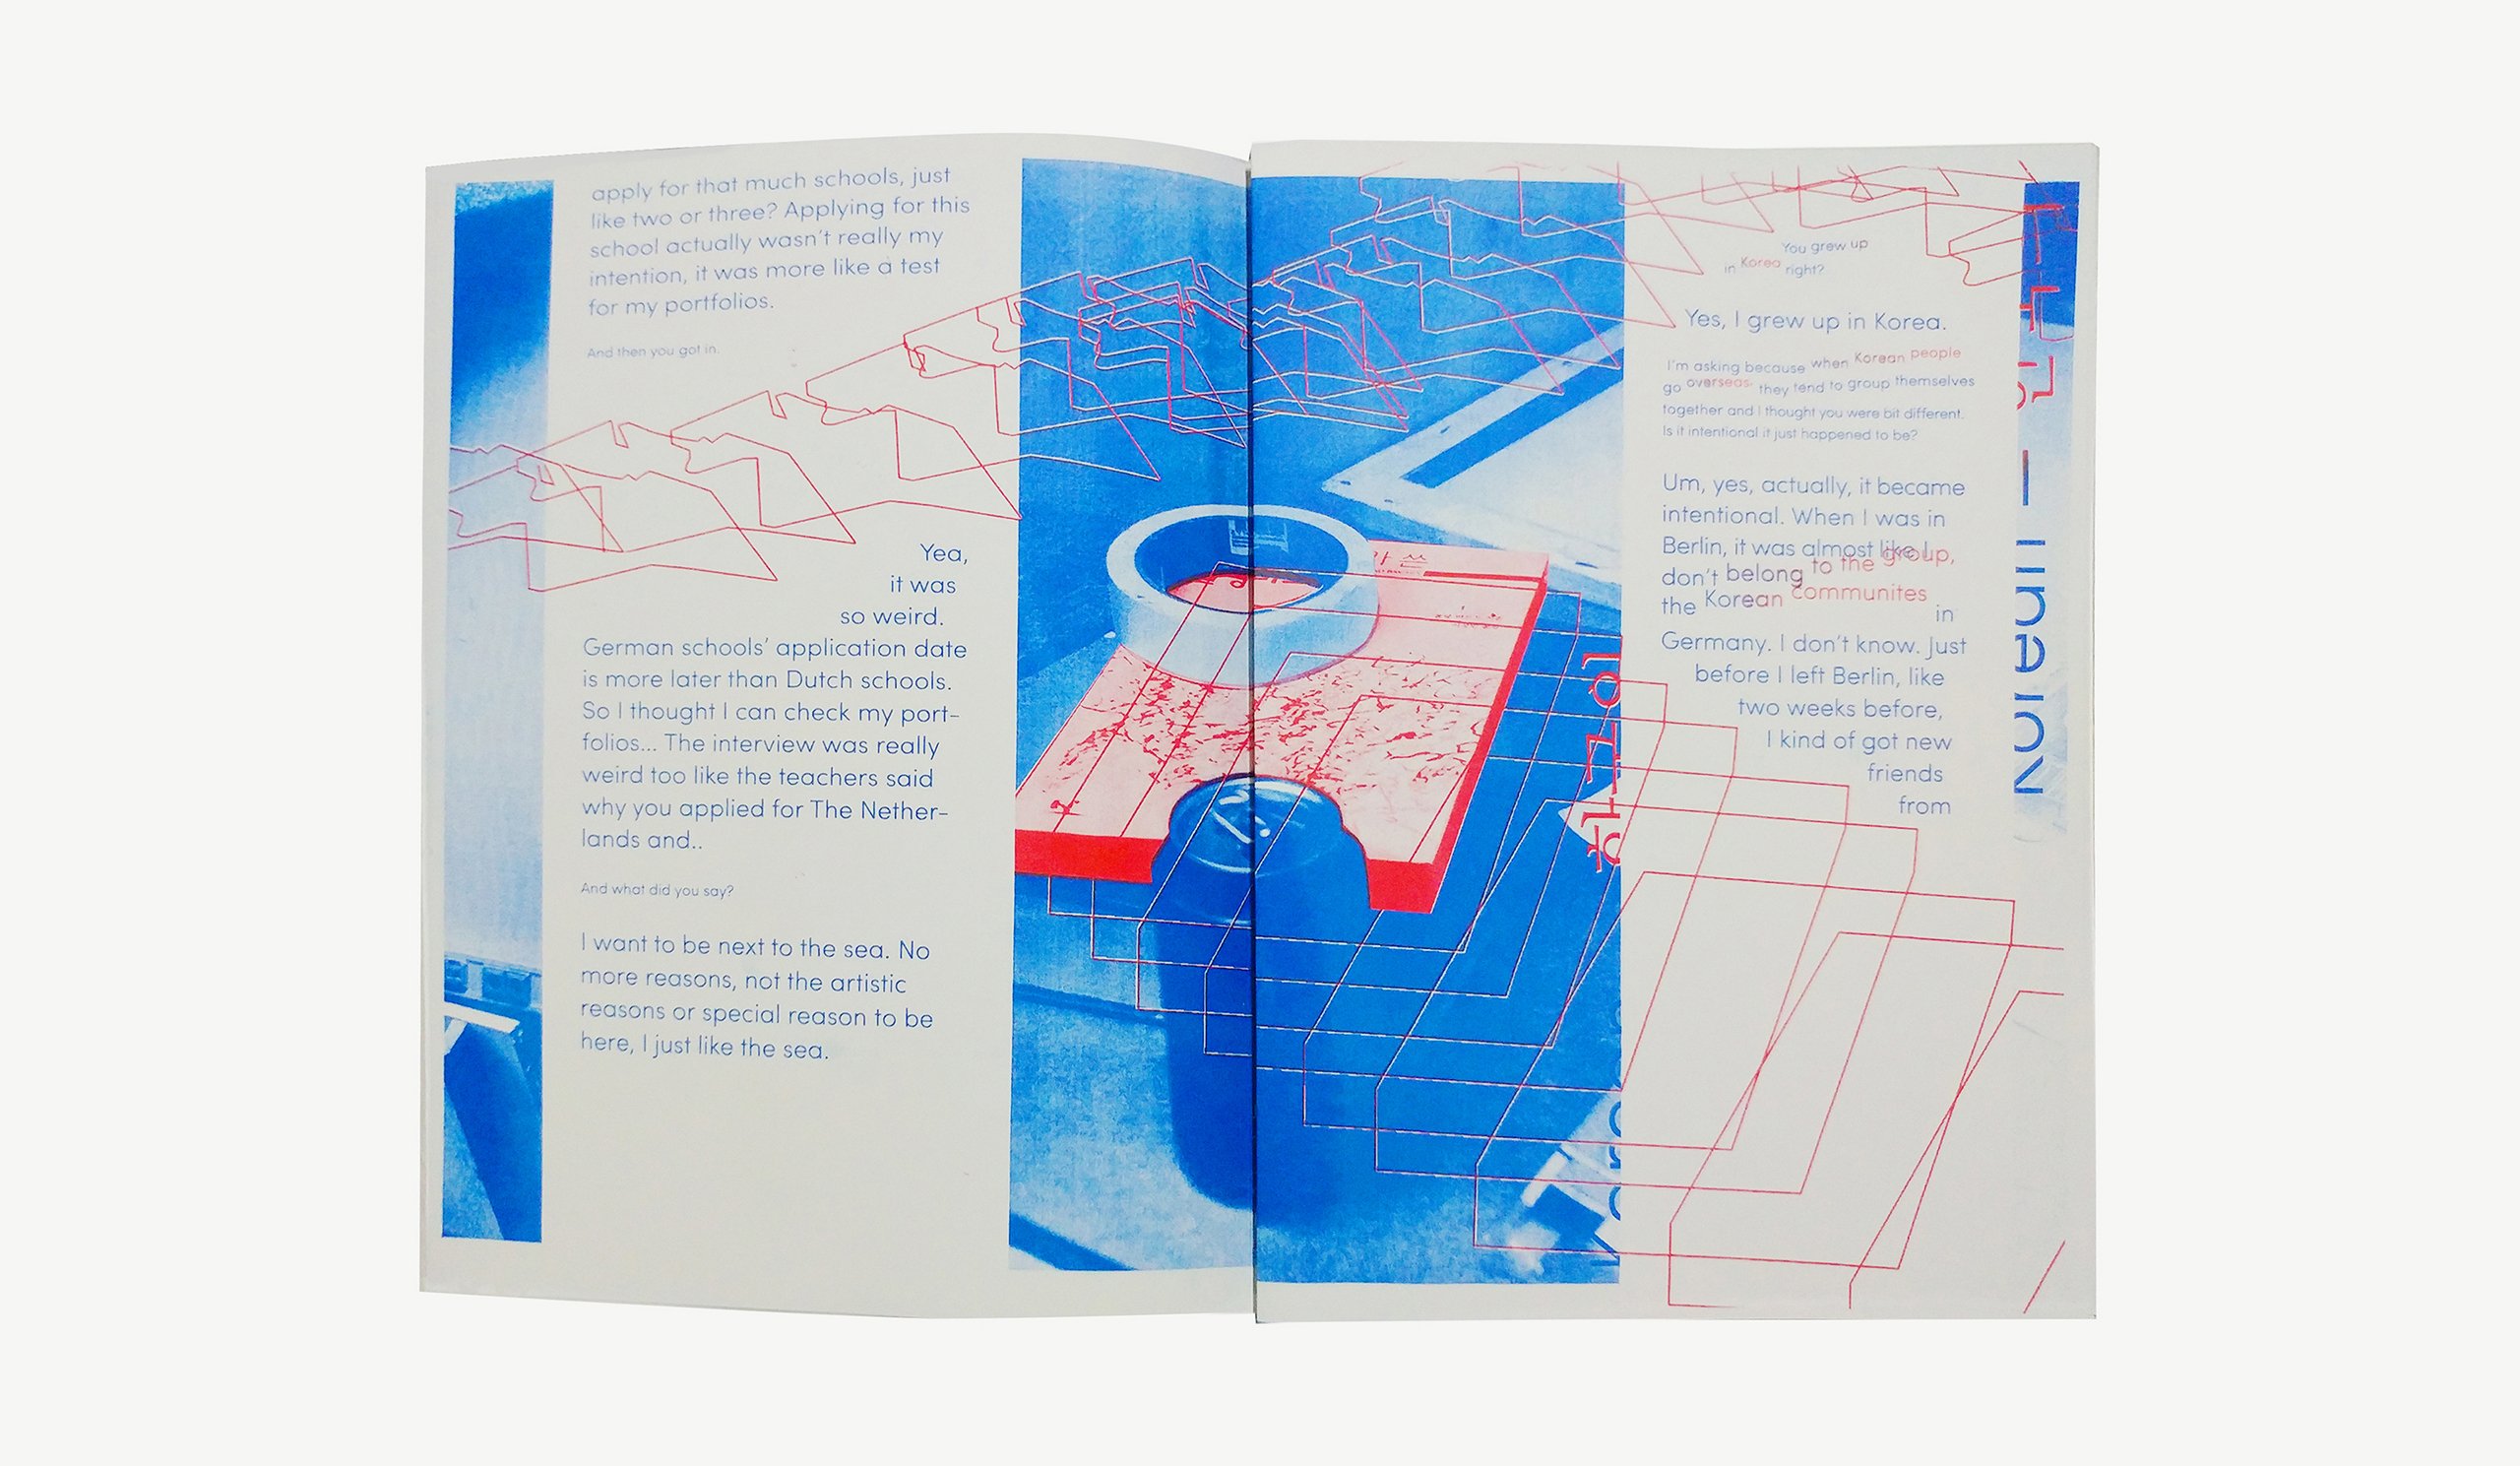 apply for that much schools, just
like two or three? Applying for this
school actually wasn't really my
intention, it was more like a test
for my portfolios.
And then you got in.
Yea,
it was
so weird.
German schools' application date
is more later than Dutch schools.
So I thought I can check my port-
folios... The interview was really
weird too like the teachers said
why you applied for The Nether-
lands and..
And what did you say?
I want to be next to the sea. No
more reasons, not the artistic
reasons or special reason to be
here, I just like the sea.
You grew up
in Korea right?
Yes, I grew up in Korea.
I'm asking because when Korean people
go overseas, they tend to group themselves
together and I thought you were bit different.
Is it intentional it just happened to be?
Um, yes, actually, it became
intentional. When I was in
Berlin, it was almost like I
don't belong to the group,
the Korean communites in
Germany. I don't know. Just
before I left Berlin, like
two weeks before,
I kind of got new
friends
from